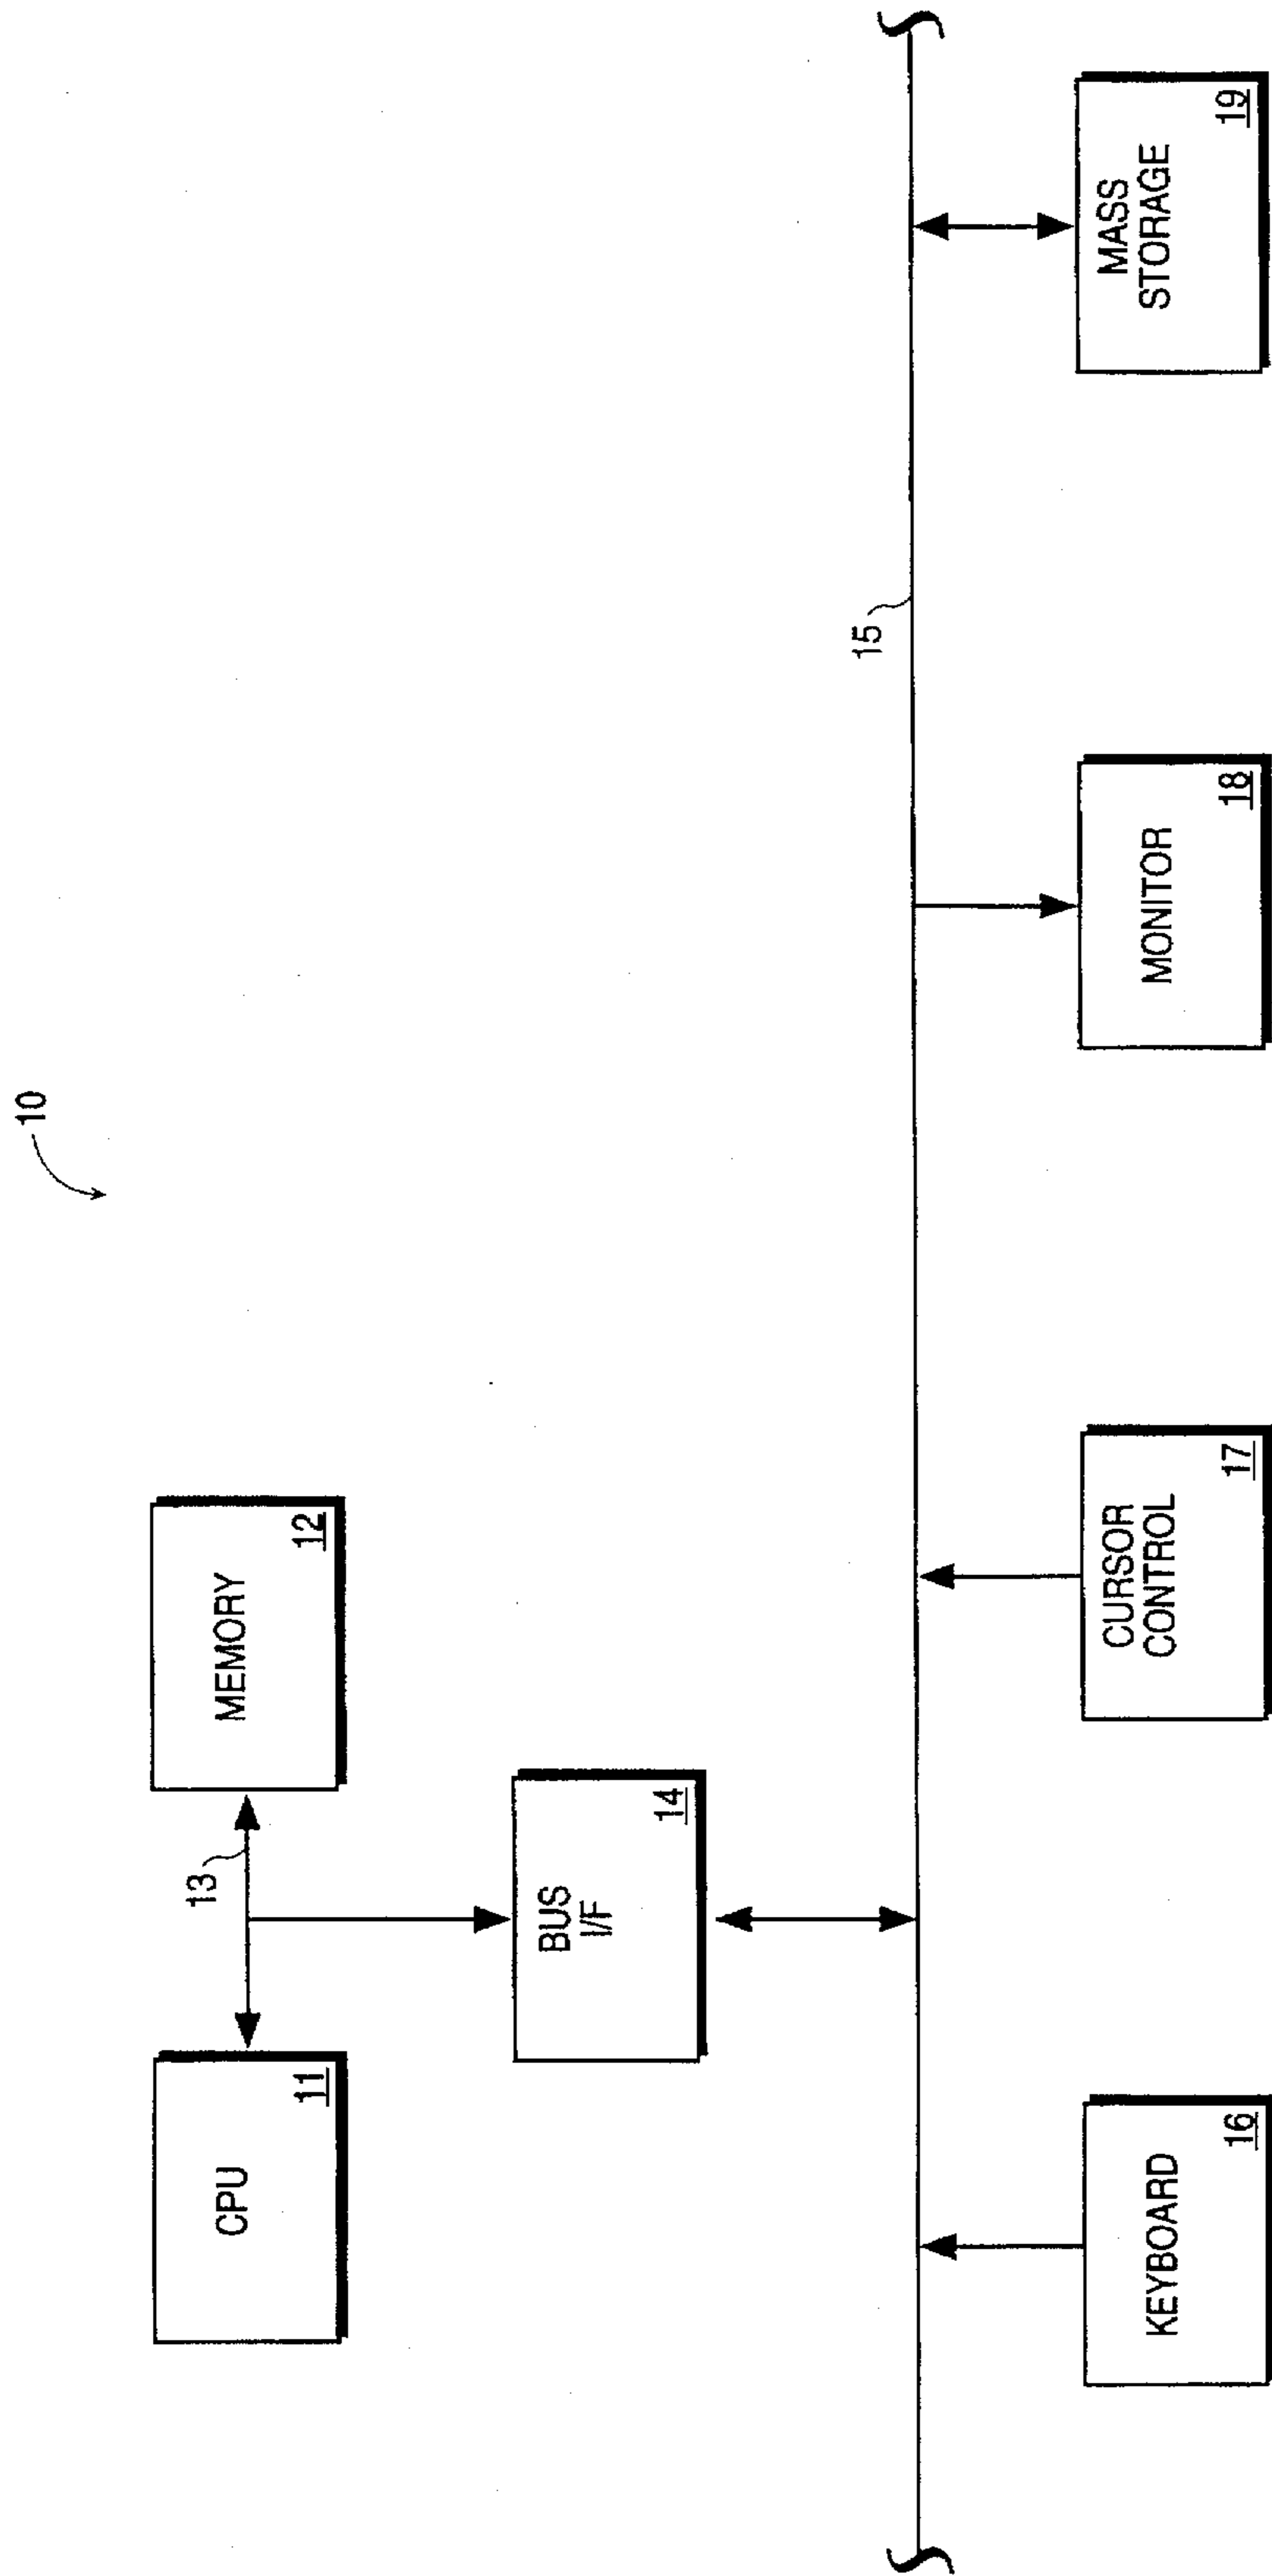 10
CPU
11
13
MEMORY
12
BUS
I/F
14
15
KEYBOARD
16
CURSOR
CONTROL
17
MONITOR
18
MASS
STORAGE
19